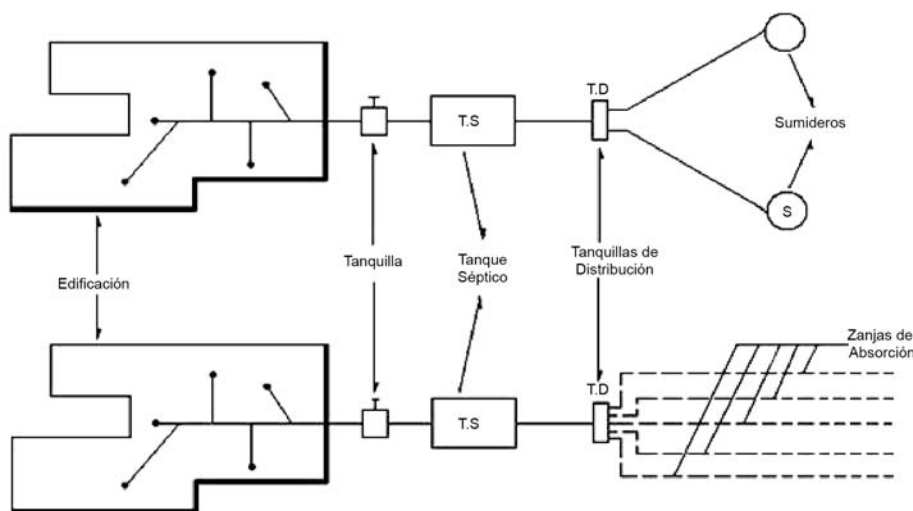 T.D
T
T.S
Sumideros
S
Edificación
Tanquilla
Tanque
Séptico
Tanquillas de
Distribución
Zanjas de
Absorción
T.D
T
T.S